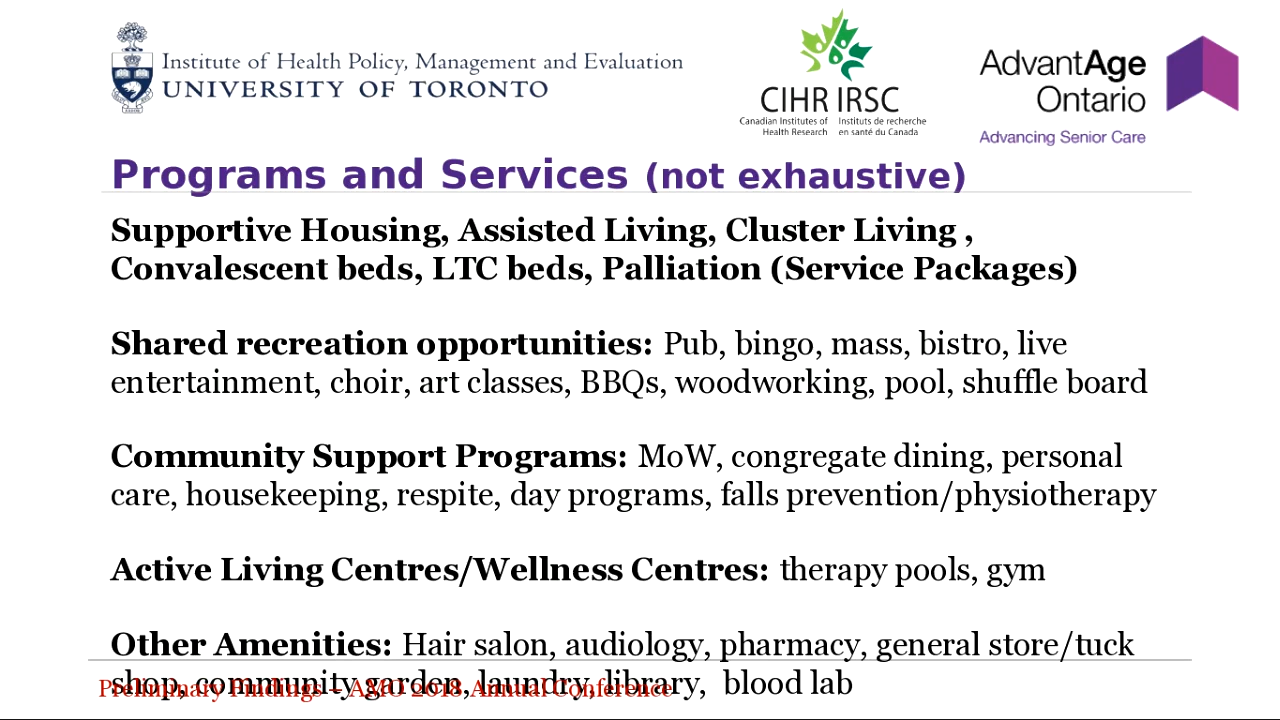 Institute of Health Policy, Management and Evaluation
UNIVERSITY OF TORONTO
CIHR IRSC
Canadian Institutes of Health Research
Instituts de recherche en santé du Canada
AdvantAge
Ontario
Advancing Senior Care
Programs and Services (not exhaustive)
Supportive Housing, Assisted Living, Cluster Living ,
Convalescent beds, LTC beds, Palliation (Service Packages)
Shared recreation opportunities: Pub, bingo, mass, bistro, live
entertainment, choir, art classes, BBQs, woodworking, pool, shuffle board
Community Support Programs: MoW, congregate dining, personal
care, housekeeping, respite, day programs, falls prevention/physiotherapy
Active Living Centres/Wellness Centres: therapy pools, gym
Other Amenities: Hair salon, audiology, pharmacy, general store/tuck
shop, community garden, laundry, library,  blood lab
Preliminary Findings – AMO 2018 Annual Conference